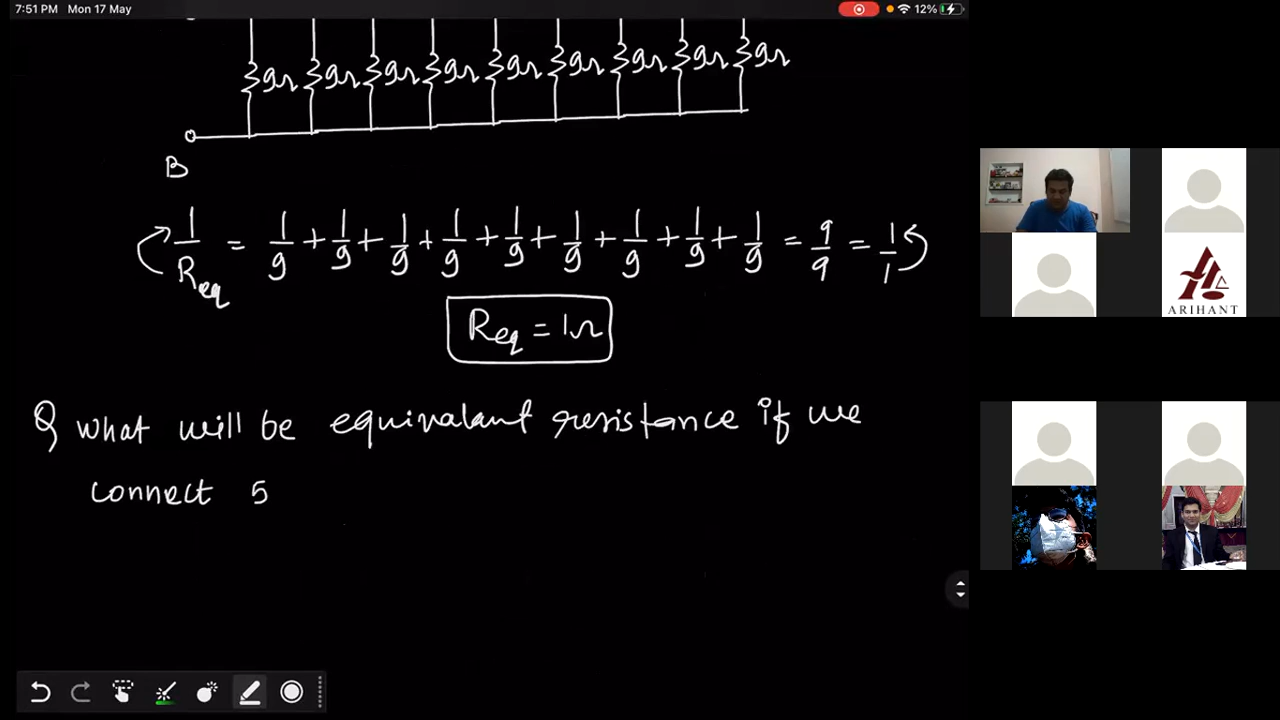 7:51 PM Mon 17 May 12%
9Ω 9Ω 9Ω 9Ω 9Ω 9Ω 9Ω 9Ω 9Ω
B
1/Req = 1/9 + 1/9 + 1/9 + 1/9 + 1/9 + 1/9 + 1/9 + 1/9 + 1/9 = 9/9 = 1/1
Req = 1Ω
Q What will be equivalant resistance if we
connect 5
ARIHANT